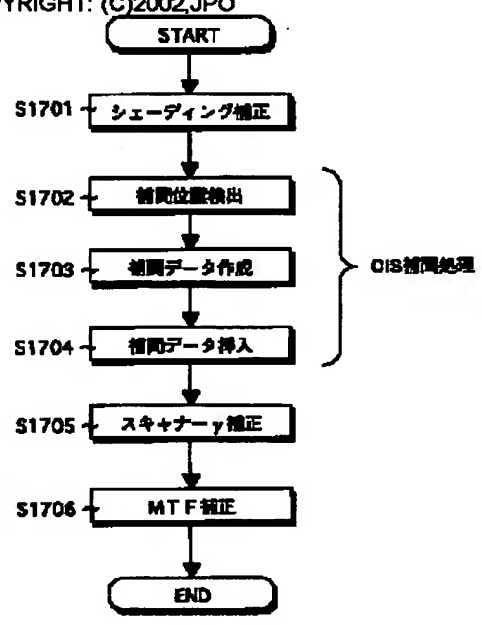 PYRIGHT: (C)2002,JPO
START
S1701 シェーディング補正
S1702 補間位置検出
S1703 補間データ作成
S1704 補間データ挿入
CIS補間処理
S1705 スキャナーγ補正
S1706 MTF補正
END